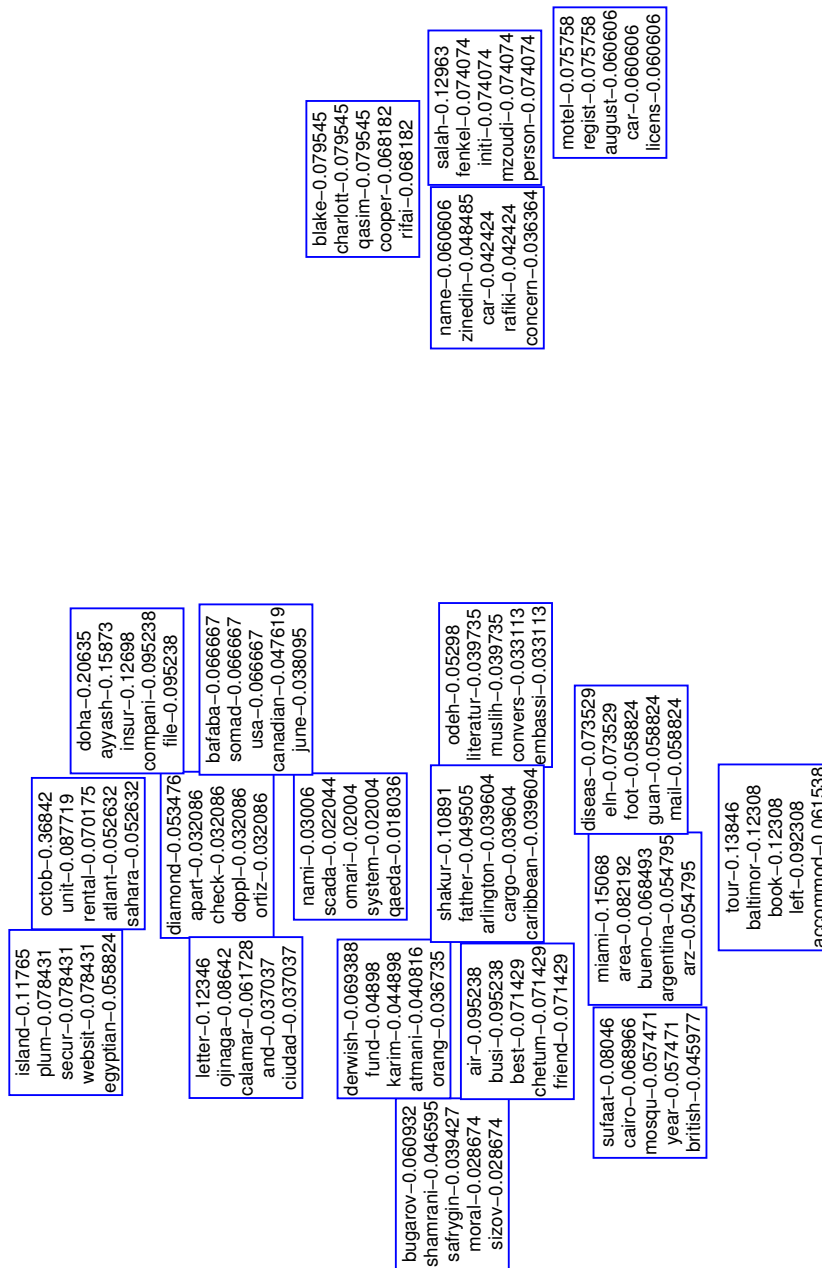 blake–0.079545
charlott–0.079545
qasim–0.079545
cooper–0.068182
rifai–0.068182
salah–0.12963
fenkel–0.074074
initi–0.074074
mzoudi–0.074074
person–0.074074
motel–0.075758
regist–0.075758
august–0.060606
car–0.060606
licens–0.060606
name–0.060606
zinedin–0.048485
car–0.042424
rafiki–0.042424
concern–0.036364
doha–0.20635
ayyash–0.15873
insur–0.12698
compani–0.095238
file–0.095238
bafaba–0.066667
somad–0.066667
usa–0.066667
canadian–0.047619
june–0.038095
odeh–0.05298
literatur–0.039735
muslih–0.039735
convers–0.033113
embassi–0.033113
diseas–0.073529
elh–0.073529
foot–0.058824
guan–0.058824
mail–0.058824
octob–0.36842
unit–0.087719
rental–0.070175
atlant–0.052632
sahara–0.052632
diamond–0.053476
apart–0.032086
check–0.032086
doppl–0.032086
ortiz–0.032086
nami–0.03006
scada–0.022044
omari–0.02004
system–0.02004
qaeda–0.018036
shakur–0.10891
father–0.049505
arlington–0.039604
cargo–0.039604
caribbean–0.039604
miami–0.15068
area–0.082192
bueno–0.068493
argentina–0.054795
arz–0.054795
tour–0.13846
baltimor–0.12308
book–0.12308
left–0.092308
accommod–0.061538
island–0.11765
plum–0.078431
secur–0.078431
websit–0.078431
egyptian–0.058824
letter–0.12346
ojinaga–0.08642
calamar–0.061728
and–0.037037
ciudad–0.037037
derwish–0.069388
fund–0.04898
karim–0.044898
atmani–0.040816
orang–0.036735
air–0.095238
busi–0.095238
best–0.071429
chetum–0.071429
friend–0.071429
sufaat–0.08046
cairo–0.068966
mosqu–0.057471
year–0.057471
british–0.045977
bugarov–0.060932
shamrani–0.046595
safrygin–0.039427
moral–0.028674
sizov–0.028674